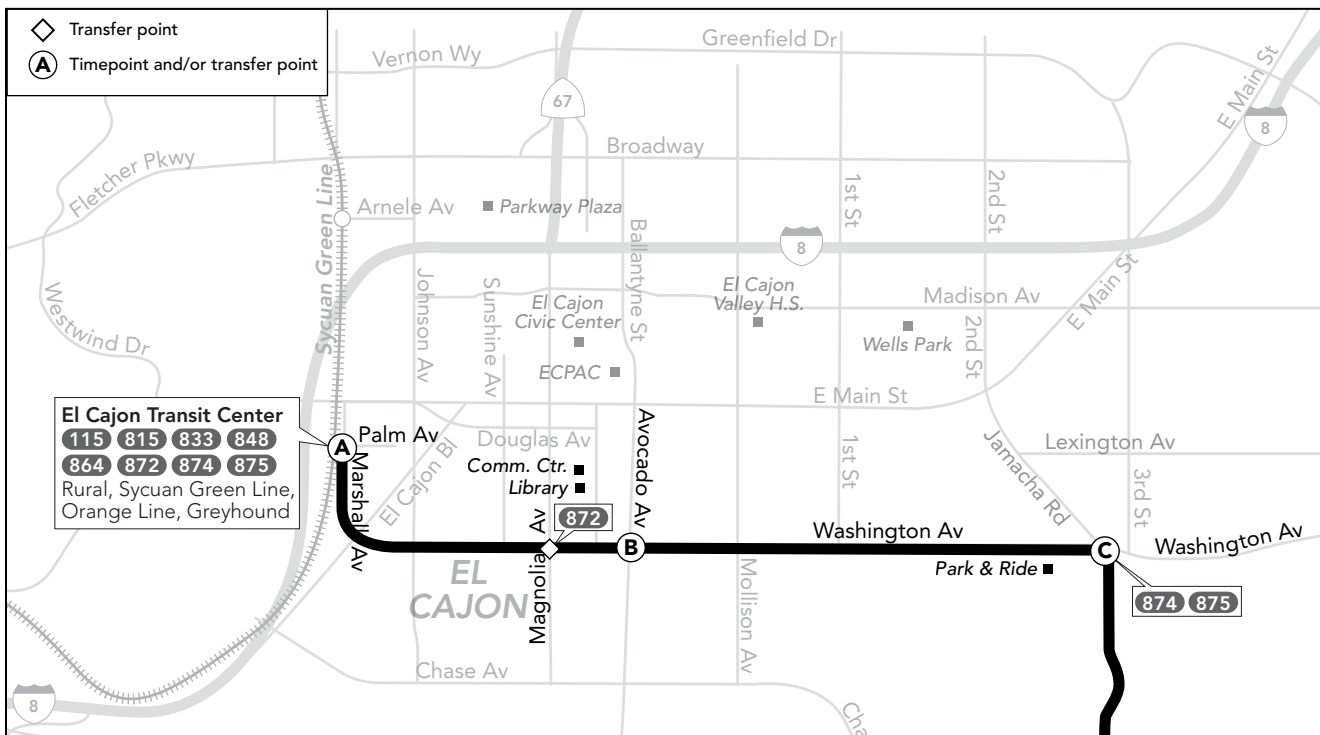 Transfer point
A Timepoint and/or transfer point
Vernon Wy
Greenfield Dr
67
E Main St
8
Fletcher Pkwy
Broadway
Sycuan Green Line
Arnele Av
Parkway Plaza
1st St
2nd St
8
Ballantyne St
Westwind Dr
Johnson Av
Sunshine Av
El Cajon
Civic Center
El Cajon
Valley H.S.
Madison Av
E Main St
Wells Park
2nd St
ECPAC
E Main St
El Cajon Transit Center
115 815 833 848
864 872 874 875
Rural, Sycuan Green Line,
Orange Line, Greyhound
A
Palm Av
Marshall Av
El Cajon Bl
Douglas Av
Comm. Ctr.
Library
Avocado Av
1st St
Jamacha Rd
Lexington Av
3rd St
872
Magnolia Av
B
Washington Av
C
Washington Av
Park & Ride
874 875
EL
CAJON
Mollison Av
Chase Av
8
Cha